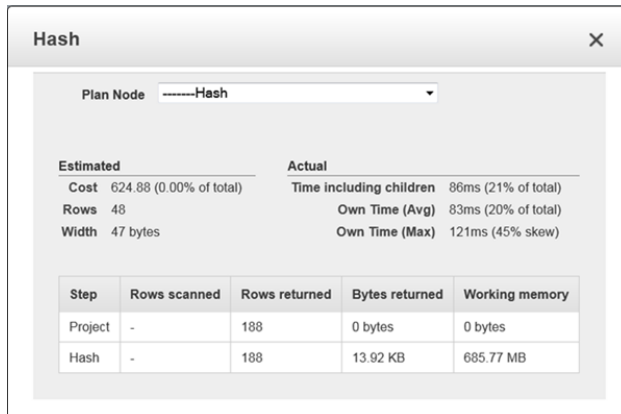 Hash
Plan Node -------Hash
Estimated
Cost 624.88 (0.00% of total)
Rows 48
Width 47 bytes
Actual
Time including children 86ms (21% of total)
Own Time (Avg) 83ms (20% of total)
Own Time (Max) 121ms (45% skew)
Step Rows scanned Rows returned Bytes returned Working memory
Project - 188 0 bytes 0 bytes
Hash - 188 13.92 KB 685.77 MB